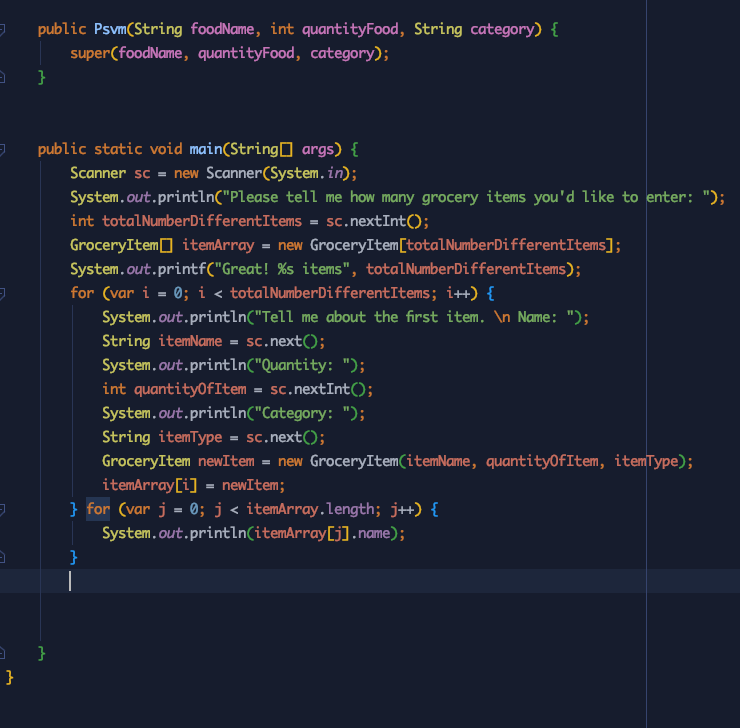 public Psvm(String foodName, int quantityFood, String category) {
super(foodName, quantityFood, category);
}
public static void main(String[] args) {
Scanner sc = new Scanner(System.in);
System.out.println("Please tell me how many grocery items you'd like to enter: ");
int totalNumberDifferentItems = sc.nextInt();
GroceryItem[] itemArray = new GroceryItem[totalNumberDifferentItems];
System.out.printf("Great! %s items", totalNumberDifferentItems);
for (var i = 0; i < totalNumberDifferentItems; i++) {
System.out.println("Tell me about the first item. \n Name: ");
String itemName = sc.next();
System.out.println("Quantity: ");
int quantityOfItem = sc.nextInt();
System.out.println("Category: ");
String itemType = sc.next();
GroceryItem newItem = new GroceryItem(itemName, quantityOfItem, itemType);
itemArray[i] = newItem;
} for (var j = 0; j < itemArray.length; j++) {
System.out.println(itemArray[j].name);
}
}
}